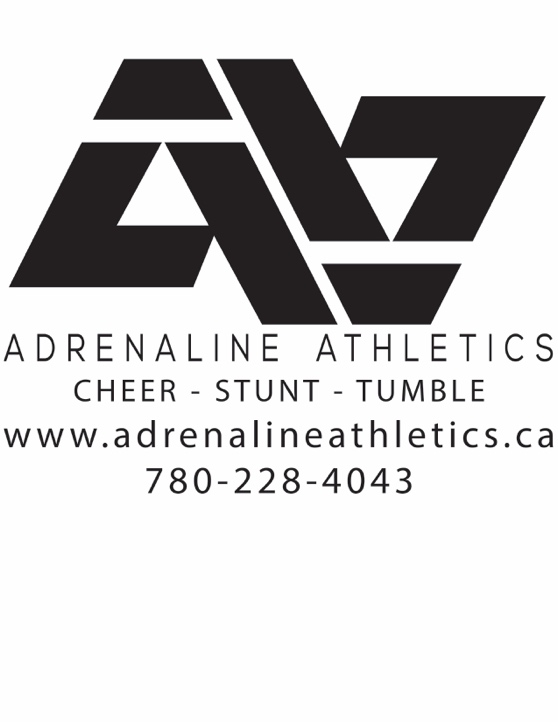 ADRENALINE ATHLETICS
CHEER - STUNT - TUMBLE
www.adrenalineathletics.ca
780-228-4043